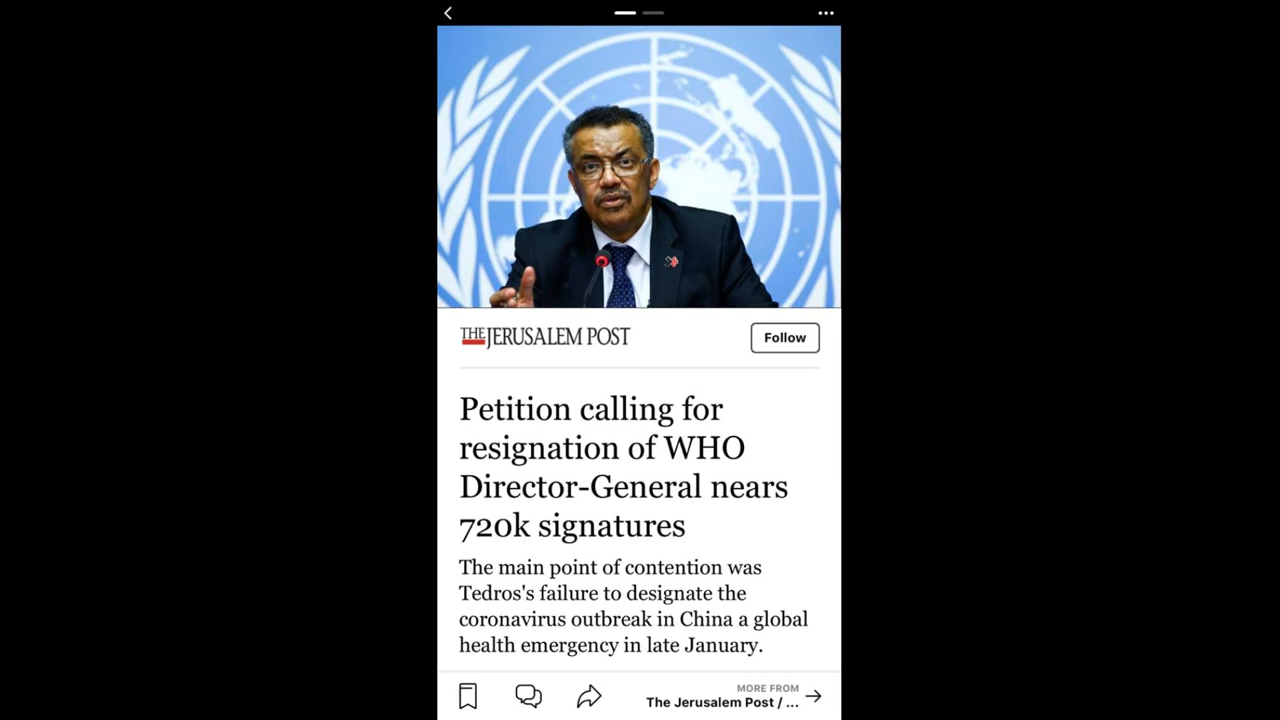 THE JERUSALEM POST
Follow
Petition calling for
resignation of WHO
Director-General nears
720k signatures
The main point of contention was
Tedros's failure to designate the
coronavirus outbreak in China a global
health emergency in late January.
MORE FROM
The Jerusalem Post / ...